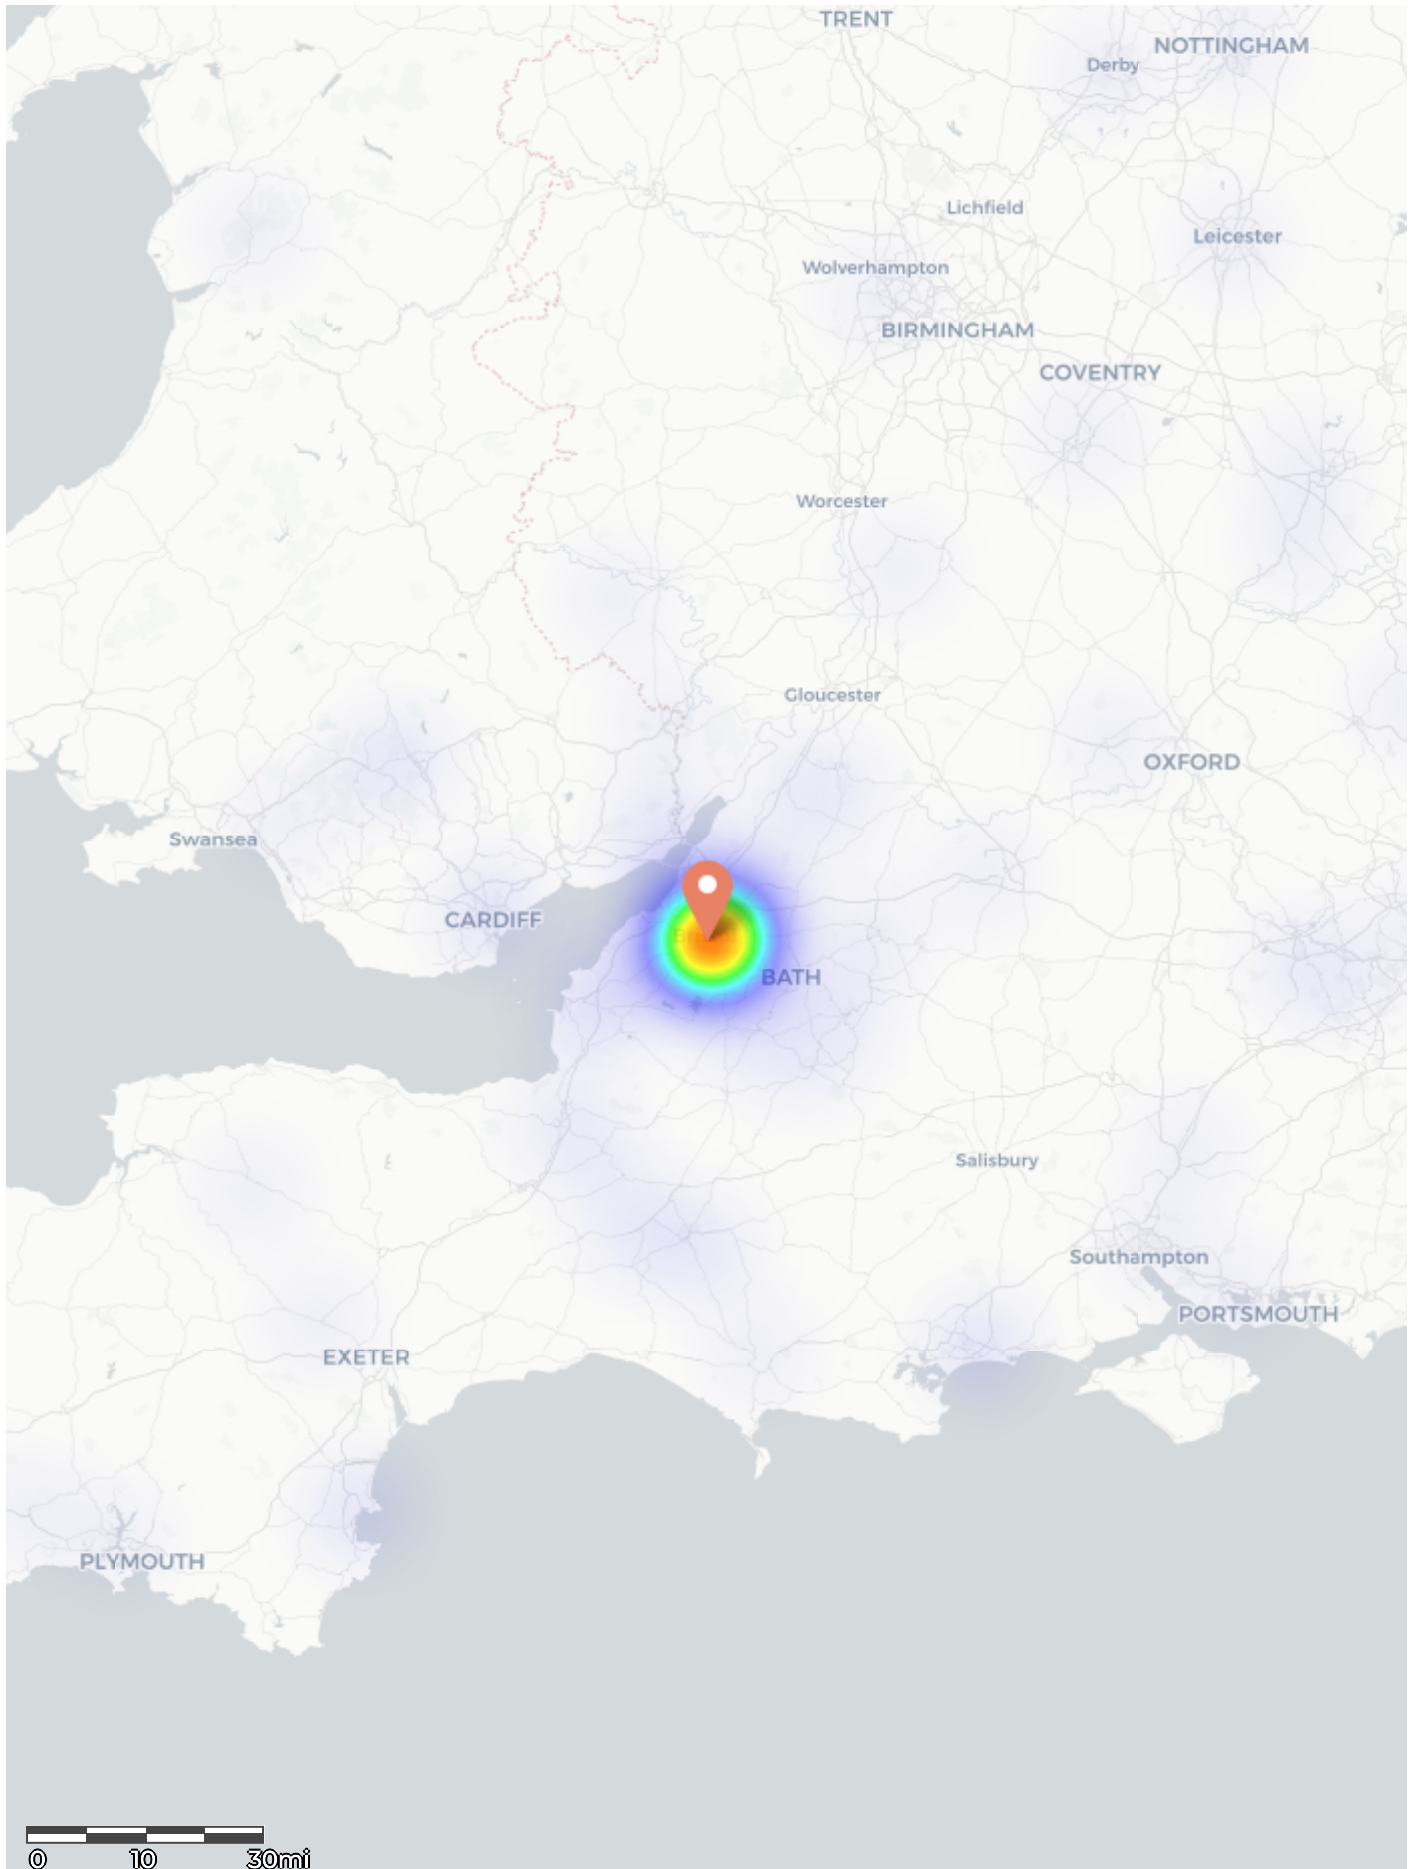 TRENT
NOTTINGHAM
Derby
Lichfield
Leicester
Wolverhampton
BIRMINGHAM
COVENTRY
Worcester
Gloucester
OXFORD
Swansea
CARDIFF
BATH
Salisbury
Southampton
PORTSMOUTH
EXETER
PLYMOUTH
0 10 30mi